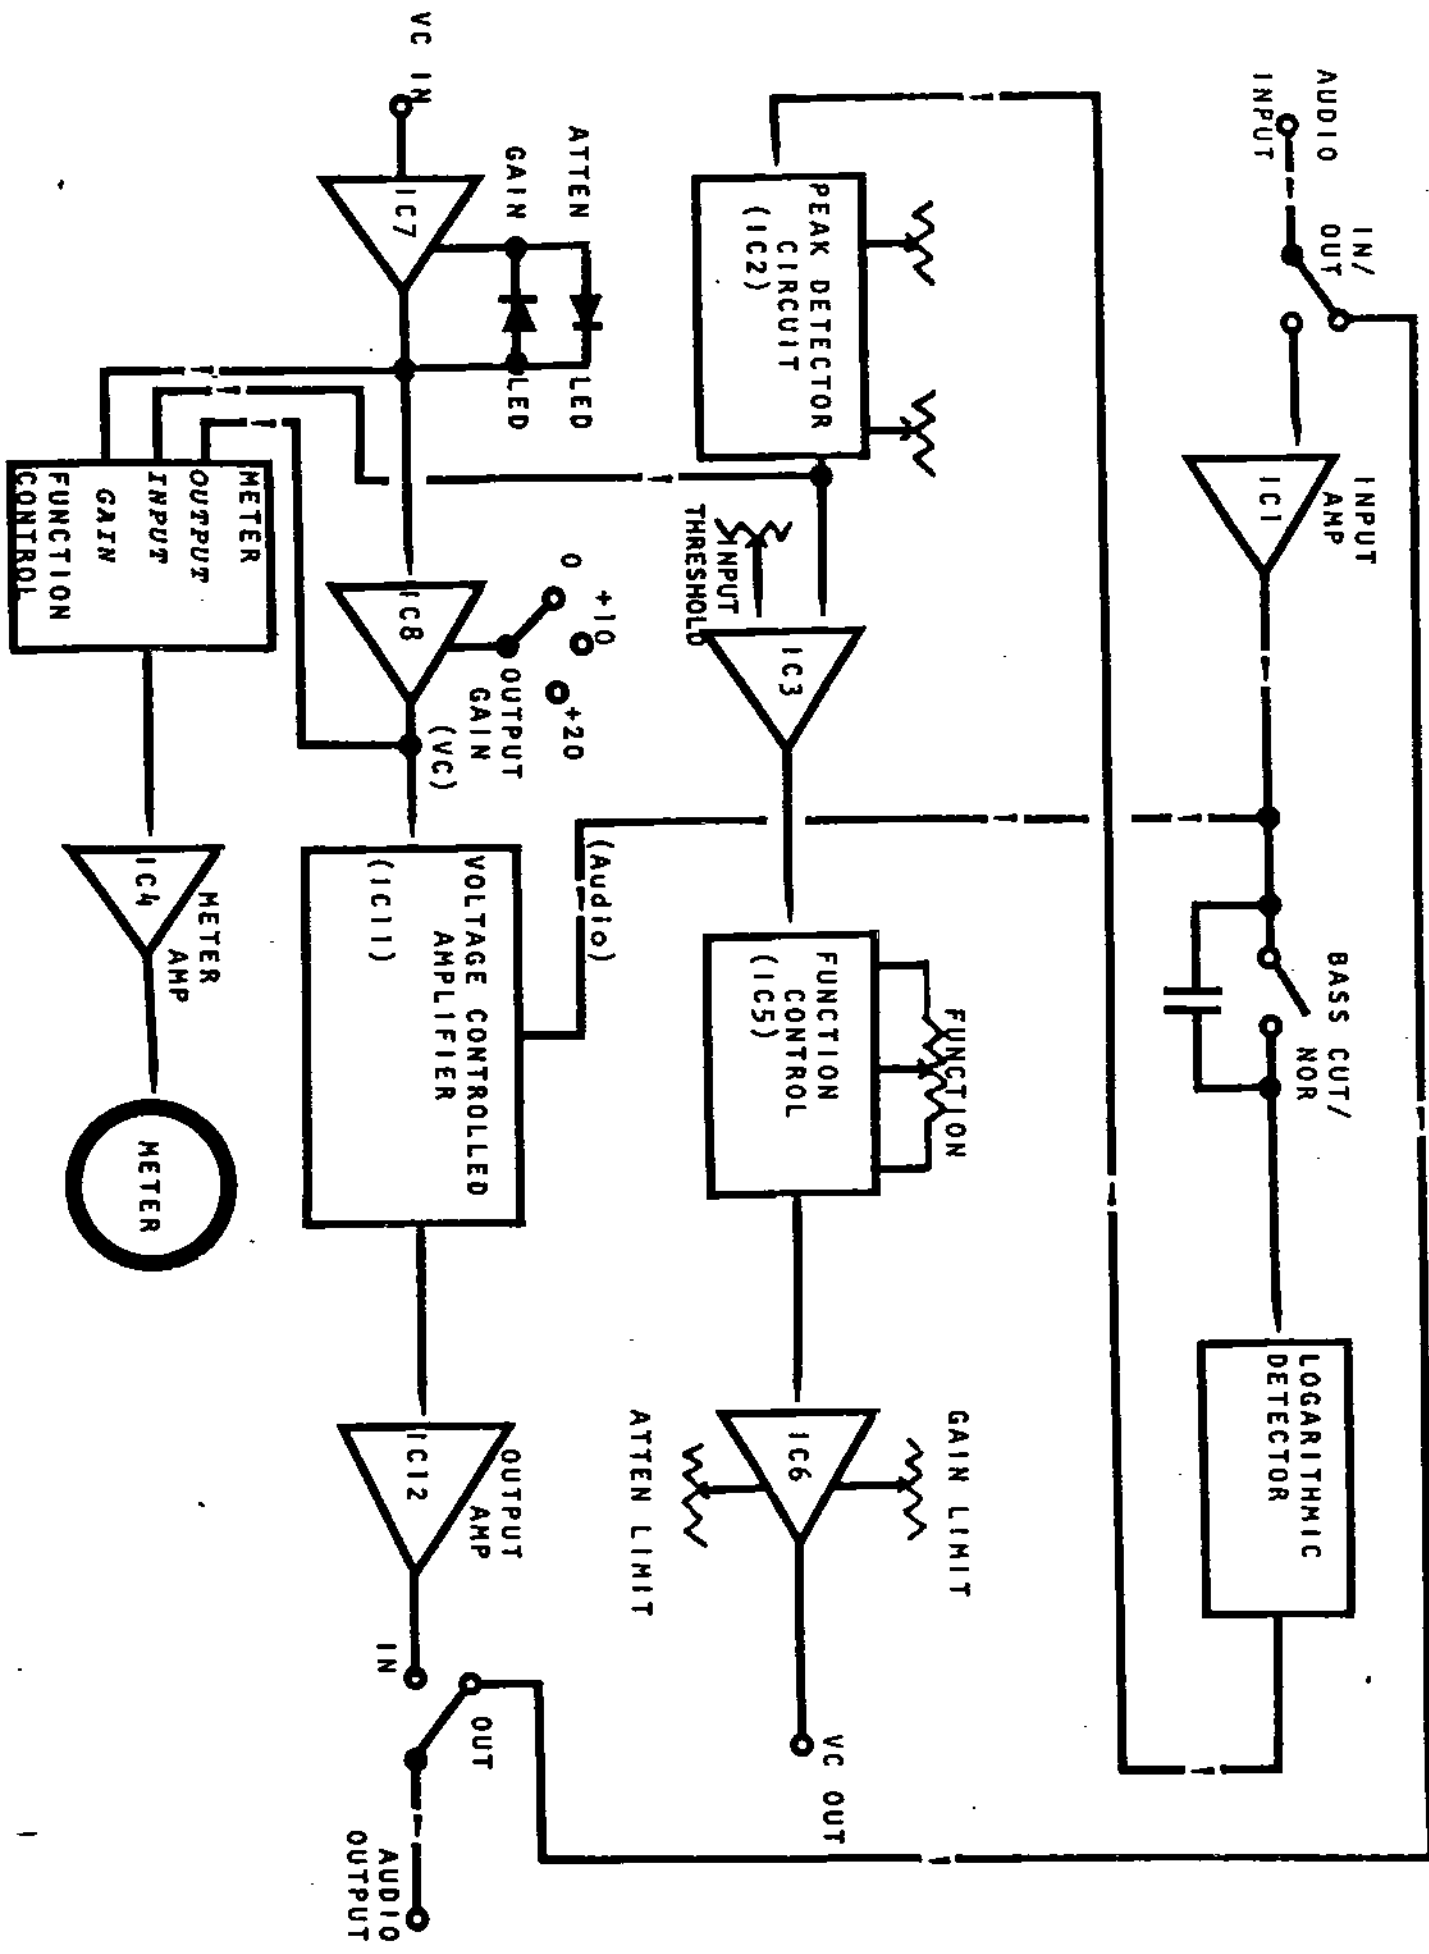 AUDIO
INPUT
IN/
OUT
INPUT
AMP
IC1
BASS CUT/
NOR
LOGARITHMIC
DETECTOR
PEAK DETECTOR
CIRCUIT
(IC2)
INPUT
THRESHOLD
IC3
FUNCTION
FUNCTION
CONTROL
(IC5)
GAIN LIMIT
IC6
ATTEN LIMIT
VC OUT
(Audio)
ATTEN LED
GAIN LED
VC IN
IC7
0
+10
+20
OUTPUT
GAIN
IC8
(VC)
VOLTAGE CONTROLLED
AMPLIFIER
(IC11)
OUTPUT
AMP
IC12
OUT
IN
AUDIO
OUTPUT
METER
OUTPUT
INPUT
GAIN
FUNCTION
CONTROL
METER
AMP
IC4
METER